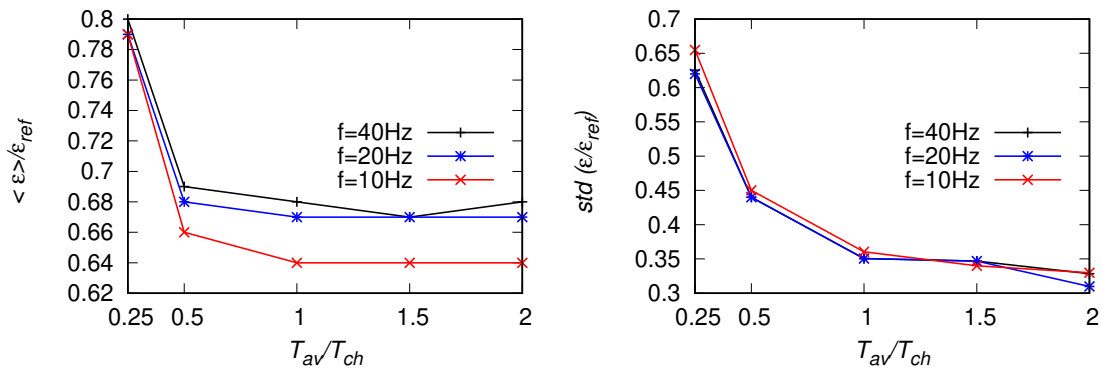 0.8
0.78
0.76
0.74
0.72
0.7
0.68
0.66
0.64
0.62
< ε>/ε_ref
f=40Hz
f=20Hz
f=10Hz
0.25 0.5 1 1.5 2
T_av/T_ch
0.7
0.65
0.6
0.55
0.5
0.45
0.4
0.35
0.3
std (ε/ε_ref)
f=40Hz
f=20Hz
f=10Hz
0.25 0.5 1 1.5 2
T_av/T_ch